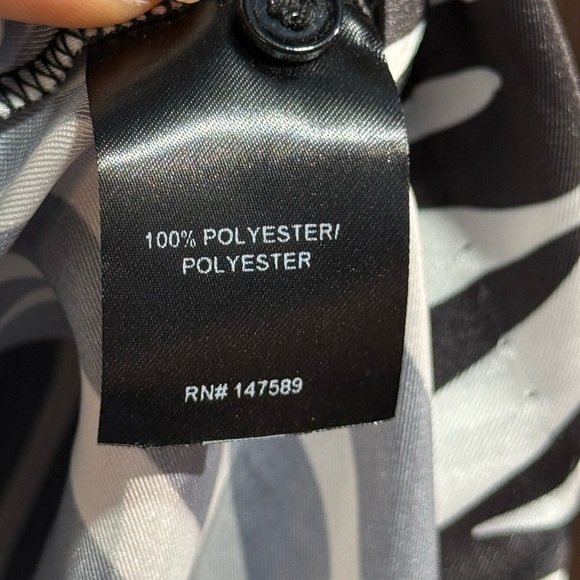 100% POLYESTER/
POLYESTER
RN# 147589